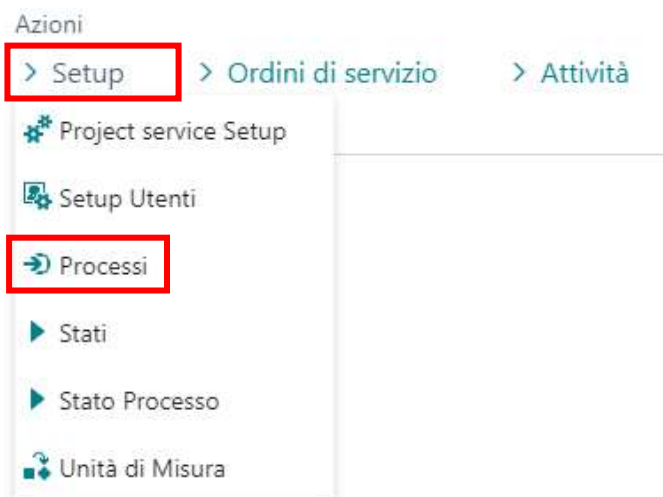 Azioni
Setup Ordini di servizio Attività
Project service Setup
Setup Utenti
Processi
Stati
Stato Processo
Unità di Misura